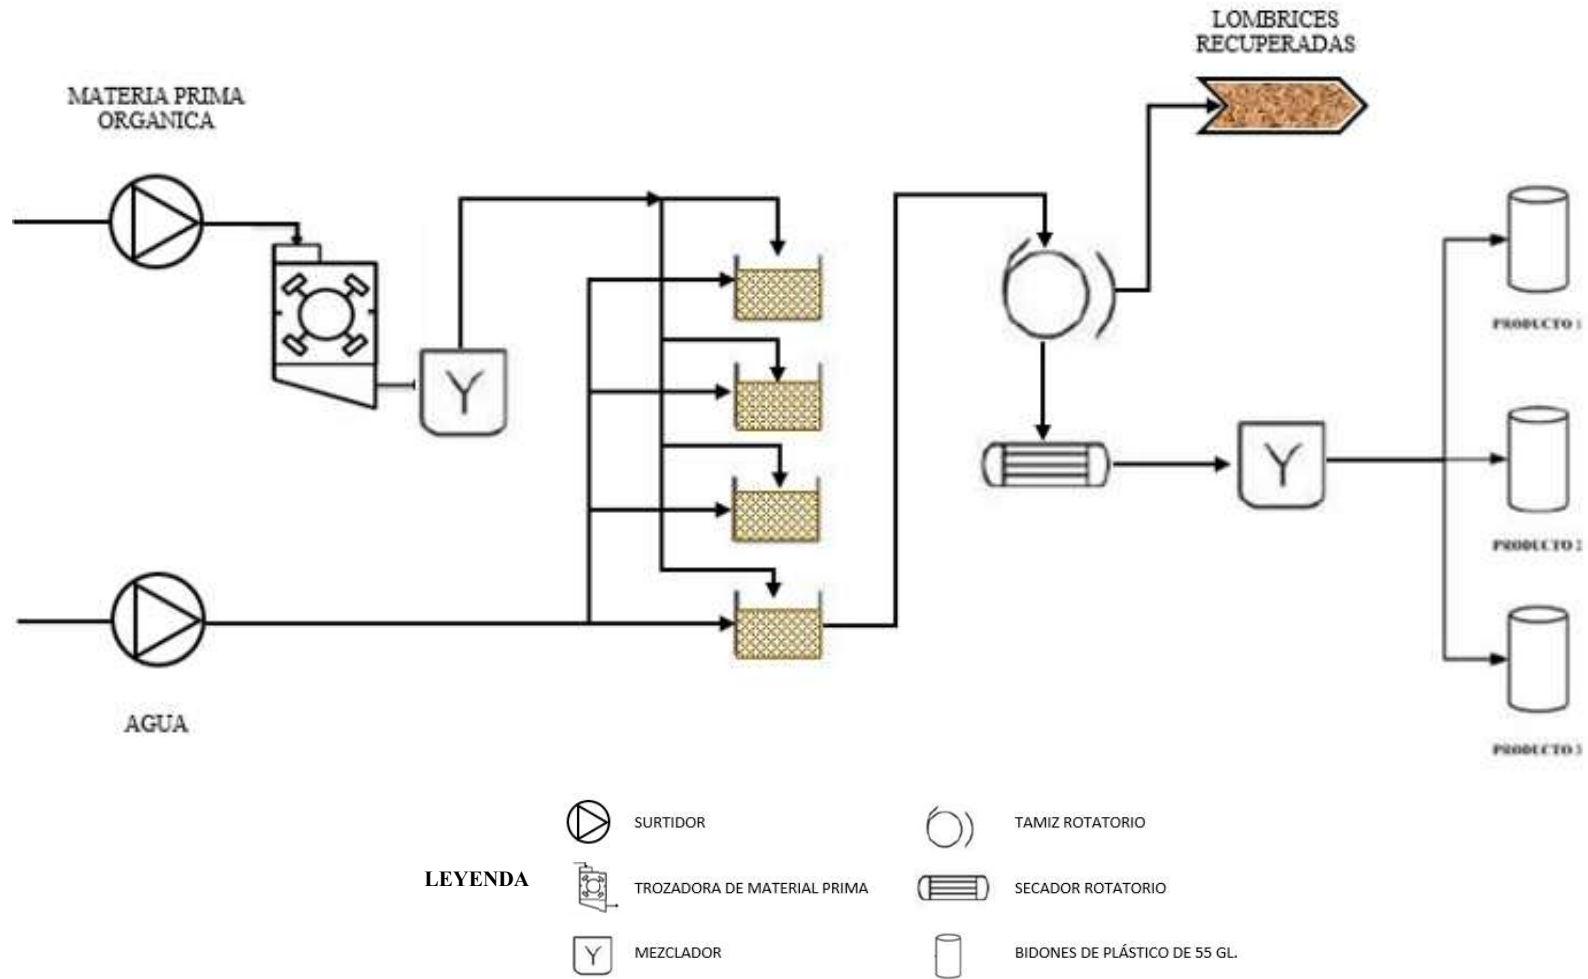 LOMBRICES
RECUPERADAS
MATERIA PRIMA
ORGANICA
PRODUCTO 1
PRODUCTO 2
PRODUCTO 3
AGUA
LEYENDA
SURTIDOR
TROZADORA DE MATERIAL PRIMA
MEZCLADOR
TAMIZ ROTATORIO
SECADOR ROTATORIO
BIDONES DE PLÁSTICO DE 55 GL.